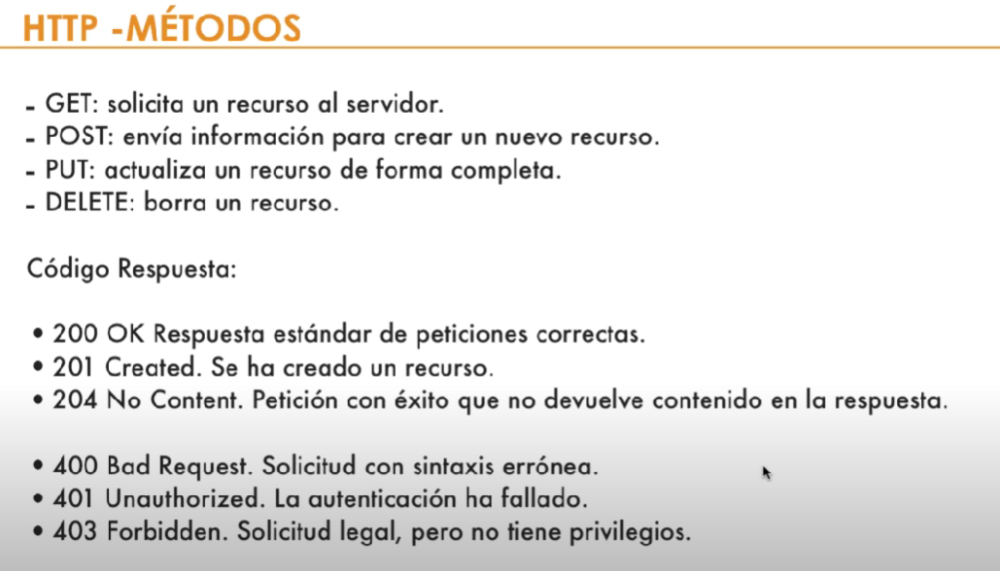 HTTP -MÉTODOS
- GET: solicita un recurso al servidor.
- POST: envía información para crear un nuevo recurso.
- PUT: actualiza un recurso de forma completa.
- DELETE: borra un recurso.
Código Respuesta:
• 200 OK Respuesta estándar de peticiones correctas.
• 201 Created. Se ha creado un recurso.
• 204 No Content. Petición con éxito que no devuelve contenido en la respuesta.
• 400 Bad Request. Solicitud con sintaxis errónea.
• 401 Unauthorized. La autenticación ha fallado.
• 403 Forbidden. Solicitud legal, pero no tiene privilegios.